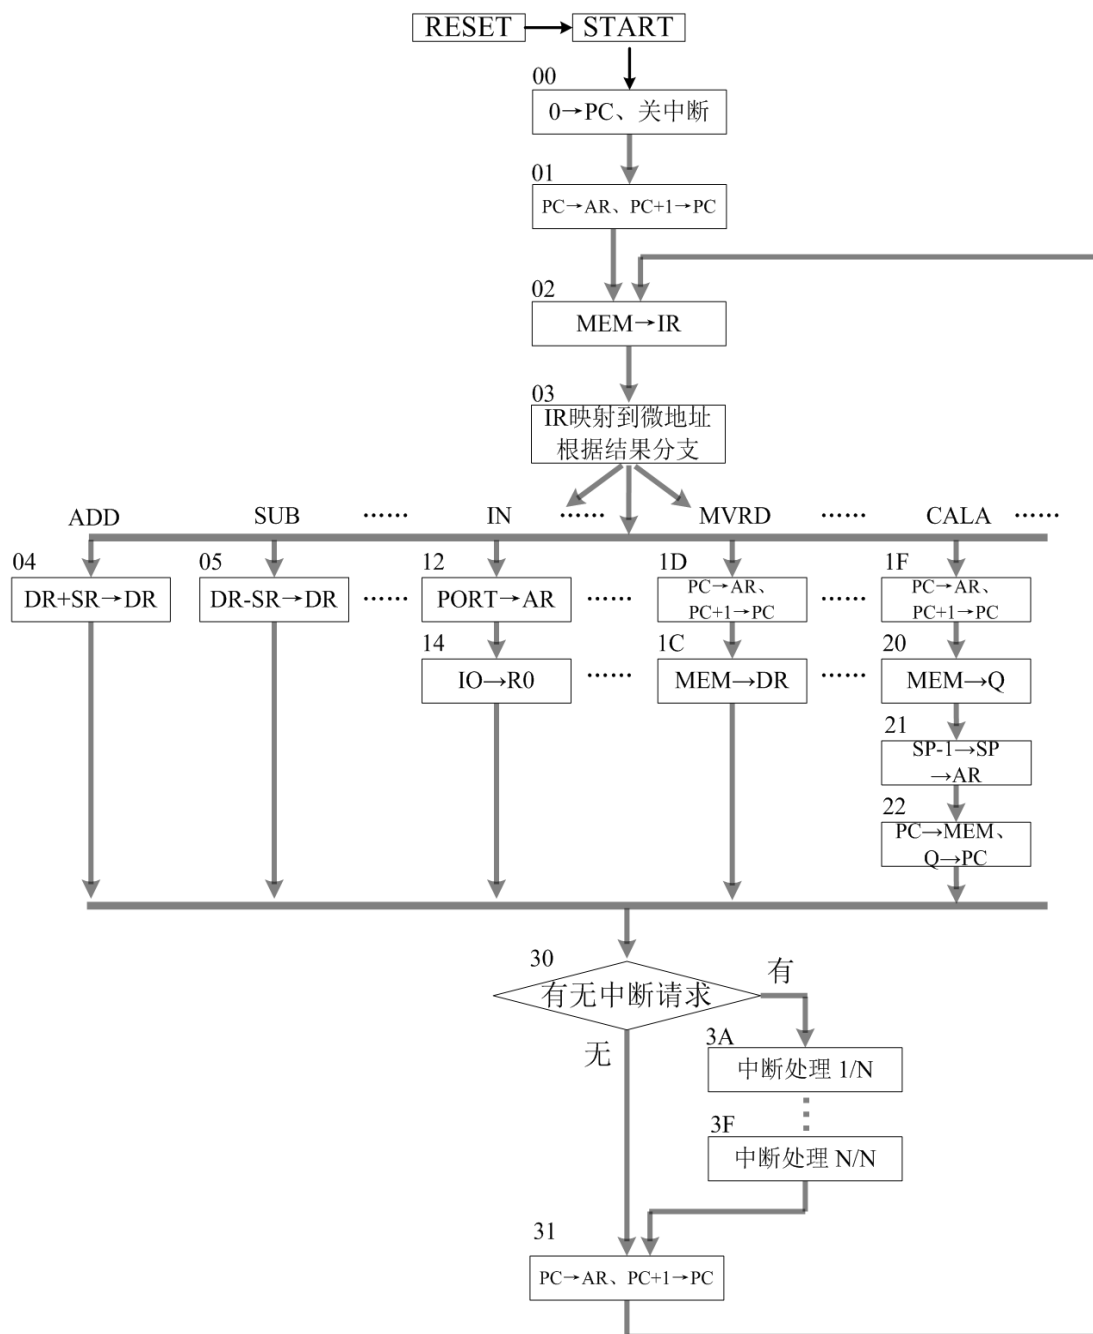 RESET
START
00
0→PC、关中断
01
PC→AR、PC+1→PC
02
MEM→IR
03
IR映射到微地址
根据结果分支
ADD
SUB
······
IN
······
MVRD
······
CALA
······
04
DR+SR→DR
05
DR-SR→DR
······
12
PORT→AR
······
1D
PC→AR、
PC+1→PC
······
1F
PC→AR、
PC+1→PC
14
IO→R0
······
1C
MEM→DR
······
20
MEM→Q
21
SP-1→SP
→AR
22
PC→MEM、
Q→PC
30
有无中断请求
有
无
3A
中断处理 1/N
3F
中断处理 N/N
31
PC→AR、PC+1→PC